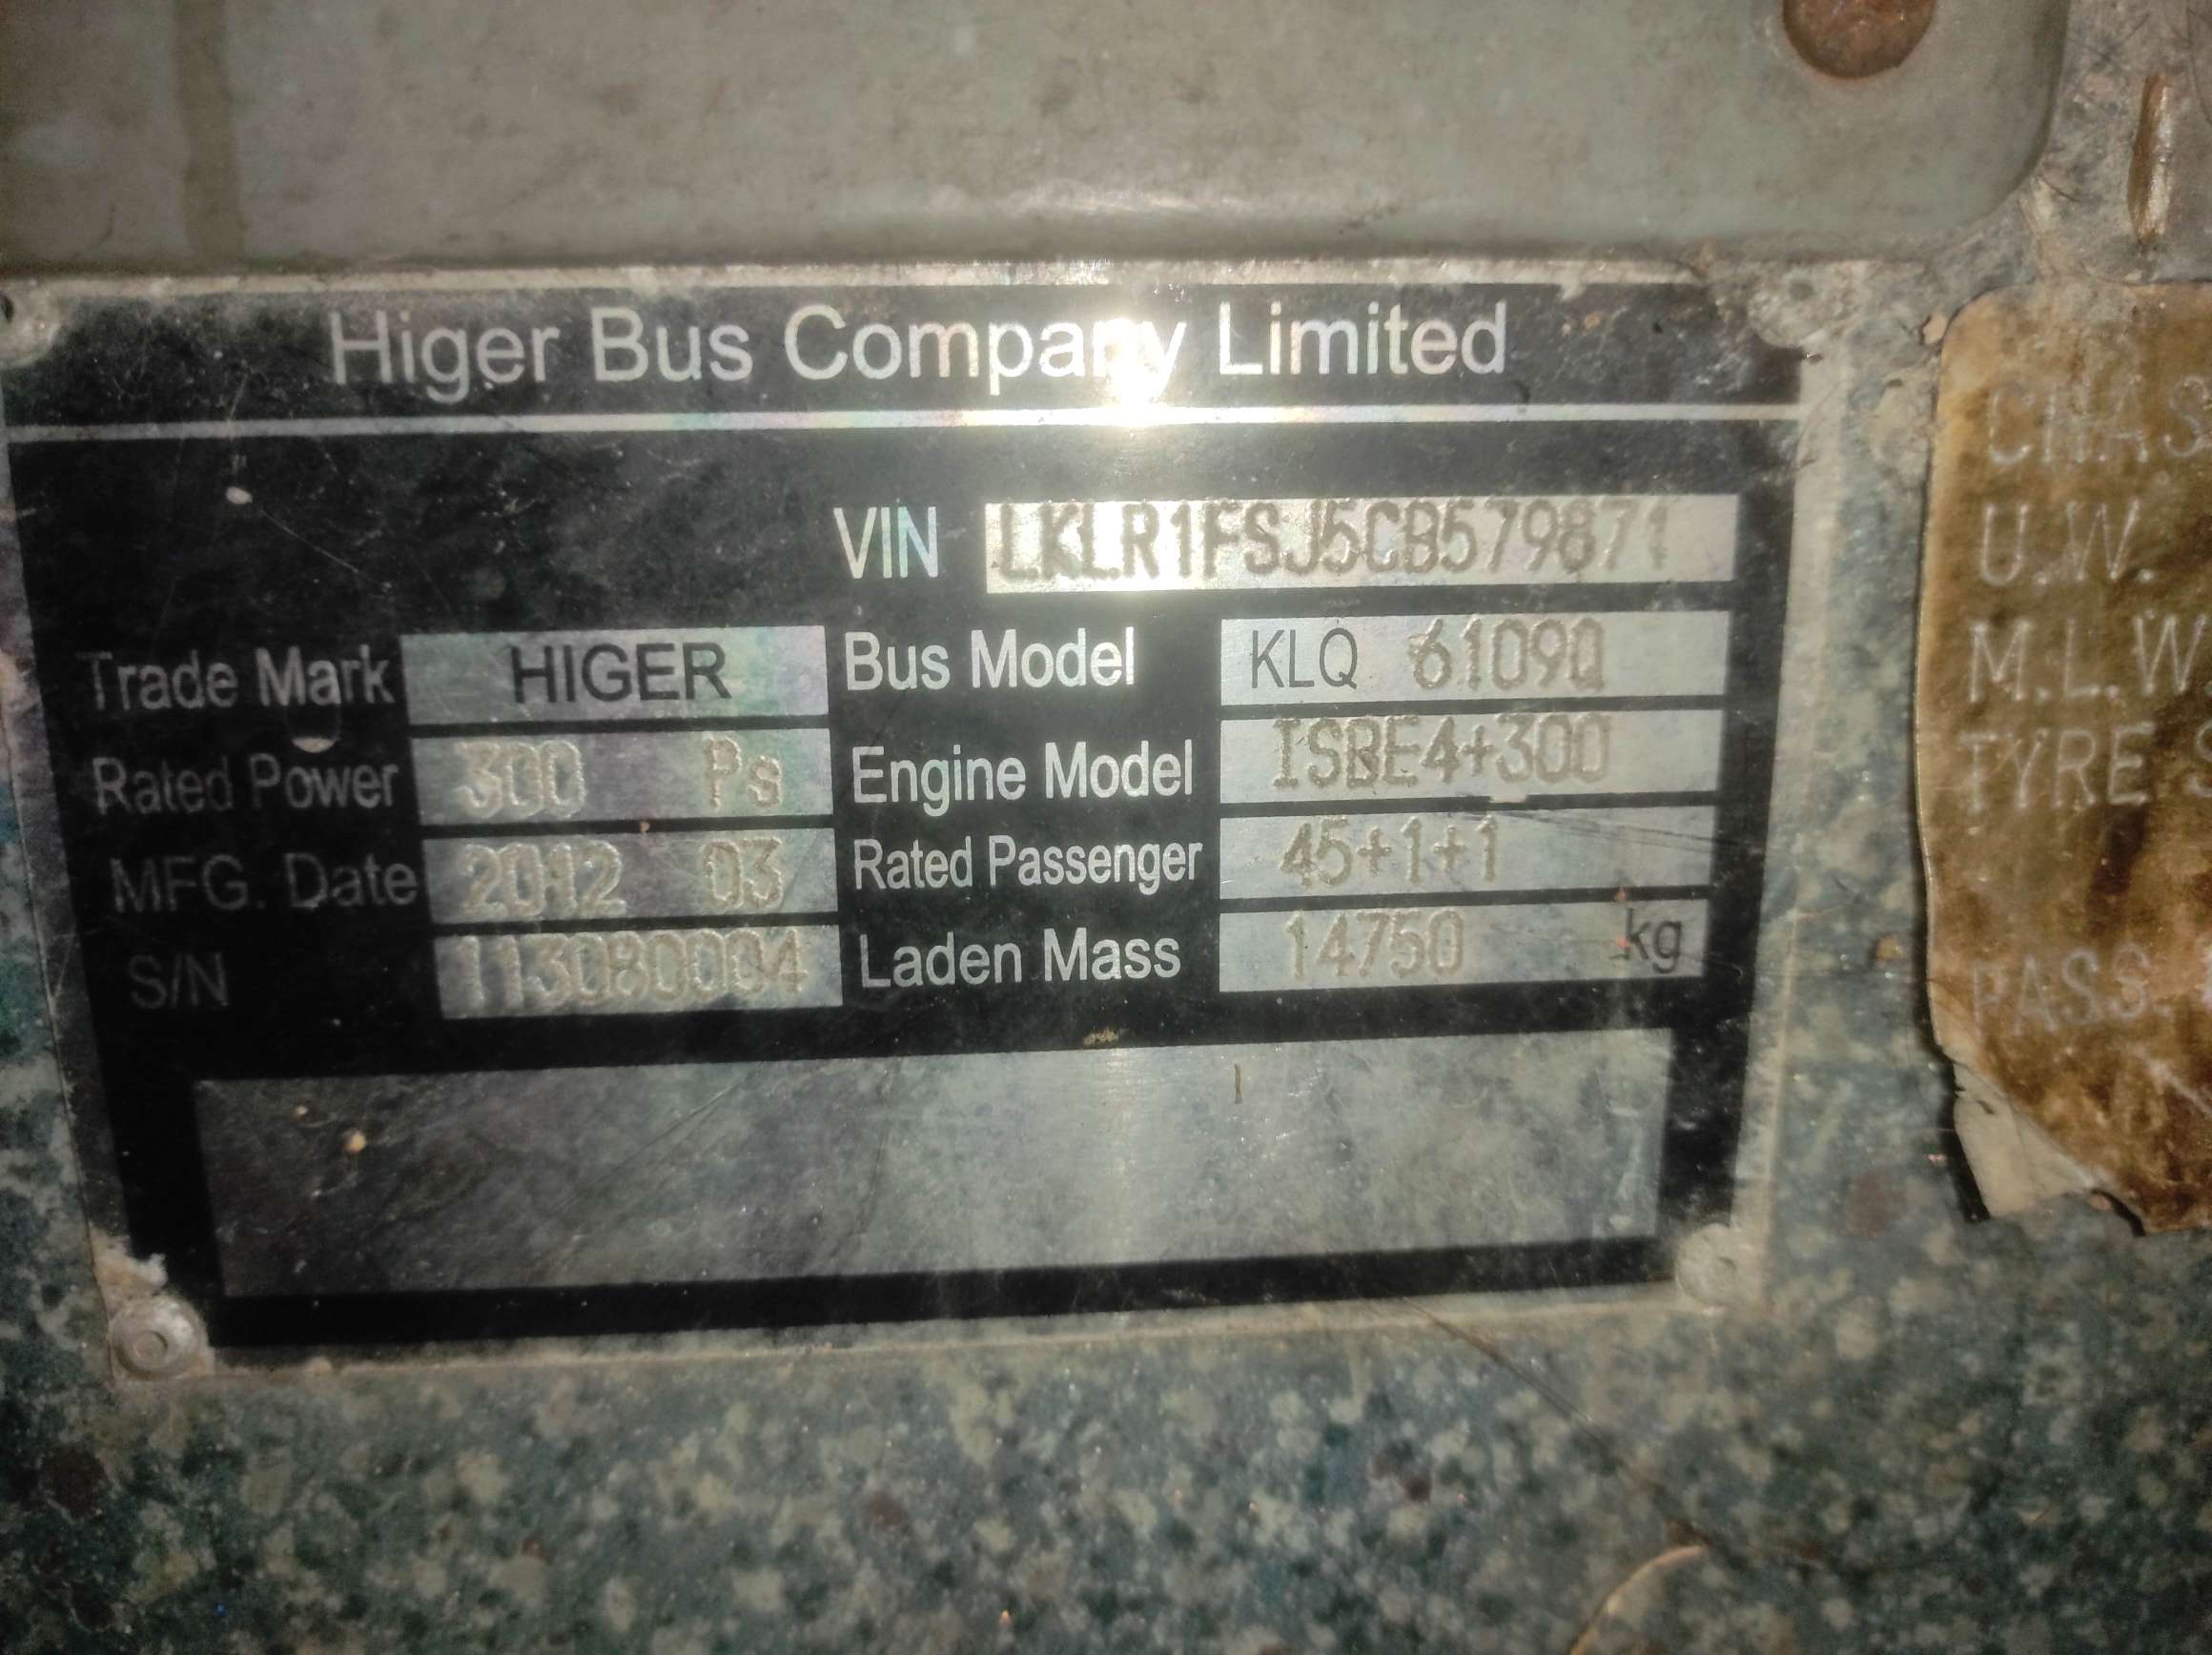 Higer Bus Company Limited
VIN LKLR1FSJ5CB579871
Trade Mark HIGER Bus Model KLQ 6109Q
Rated Power 300 Ps Engine Model ISBE4+300
MFG. Date 2012 03 Rated Passenger 45+1+1
S/N 113080004 Laden Mass 14750 kg
CHAS
U.W.
M.L.W
TYRE S
PASS.